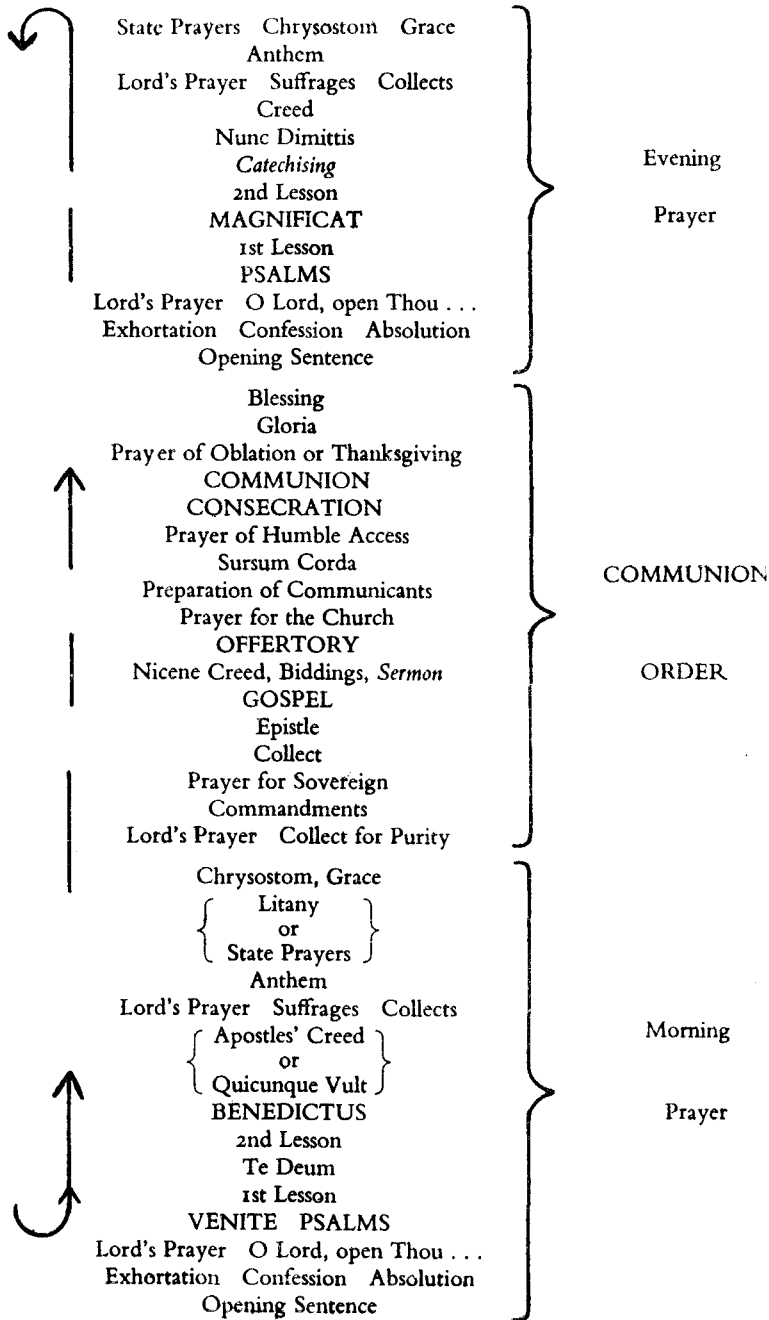 State Prayers Chrysostom Grace
Anthem
Lord's Prayer Suffrages Collects
Creed
Nunc Dimittis
Catechising
2nd Lesson
MAGNIFICAT
1st Lesson
PSALMS
Lord's Prayer O Lord, open Thou . . .
Exhortation Confession Absolution
Opening Sentence
Evening
Prayer
Blessing
Gloria
Prayer of Oblation or Thanksgiving
COMMUNION
CONSECRATION
Prayer of Humble Access
Sursum Corda
Preparation of Communicants
Prayer for the Church
OFFERTORY
Nicene Creed, Biddings, Sermon
GOSPEL
Epistle
Collect
Prayer for Sovereign
Commandments
Lord's Prayer Collect for Purity
COMMUNION
ORDER
Chrysostom, Grace
Litany
or
State Prayers
Anthem
Lord's Prayer Suffrages Collects
Apostles' Creed
or
Quicunque Vult
BENEDICTUS
2nd Lesson
Te Deum
1st Lesson
VENITE PSALMS
Lord's Prayer O Lord, open Thou . . .
Exhortation Confession Absolution
Opening Sentence
Morning
Prayer